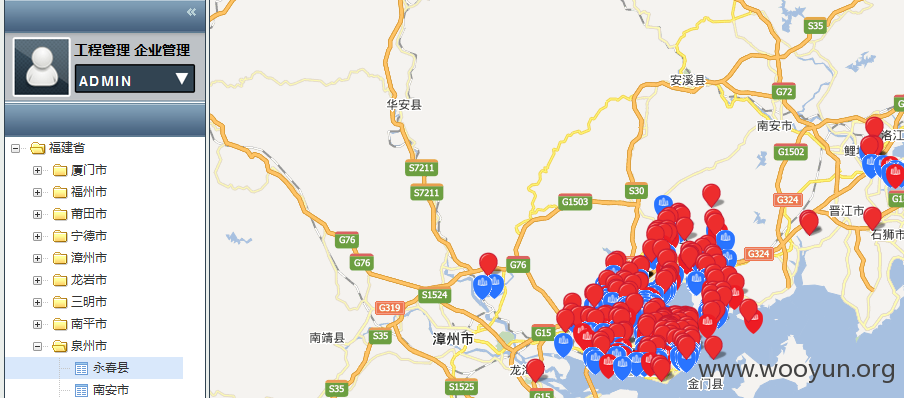 «
工程管理 企业管理
ADMIN
福建省
厦门市
福州市
莆田市
宁德市
漳州市
龙岩市
三明市
南平市
泉州市
永春县
南安市
S35
安溪县
G72
华安县
南安市
G1502
洛江
S7211
S7211
S30
G1503
G324
晋江市
石狮市
G76
G76
G76
G324
S1524
G319
G15
南靖县
S35
漳州市
S35
S1525
G15
金门县
www.wooyun.org